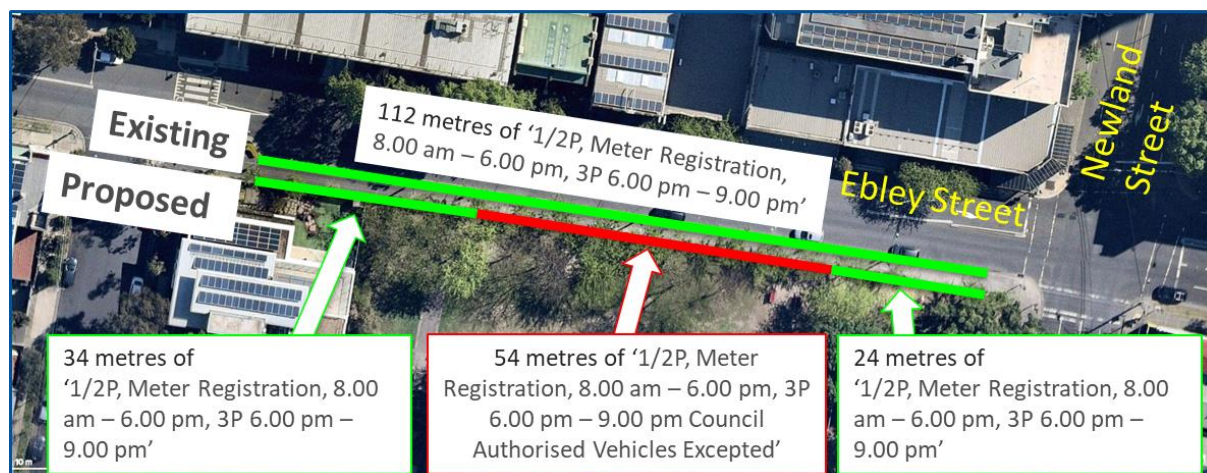 Existing
Proposed
112 metres of ‘1/2P, Meter Registration,
8.00 am – 6.00 pm, 3P 6.00 pm – 9.00 pm’
Ebley Street
Newland
Street
34 metres of
‘1/2P, Meter Registration, 8.00
am – 6.00 pm, 3P 6.00 pm –
9.00 pm’
54 metres of ‘1/2P, Meter
Registration, 8.00 am – 6.00 pm, 3P
6.00 pm – 9.00 pm Council
Authorised Vehicles Excepted’
24 metres of
‘1/2P, Meter Registration, 8.00
am – 6.00 pm, 3P 6.00 pm –
9.00 pm’
10 m